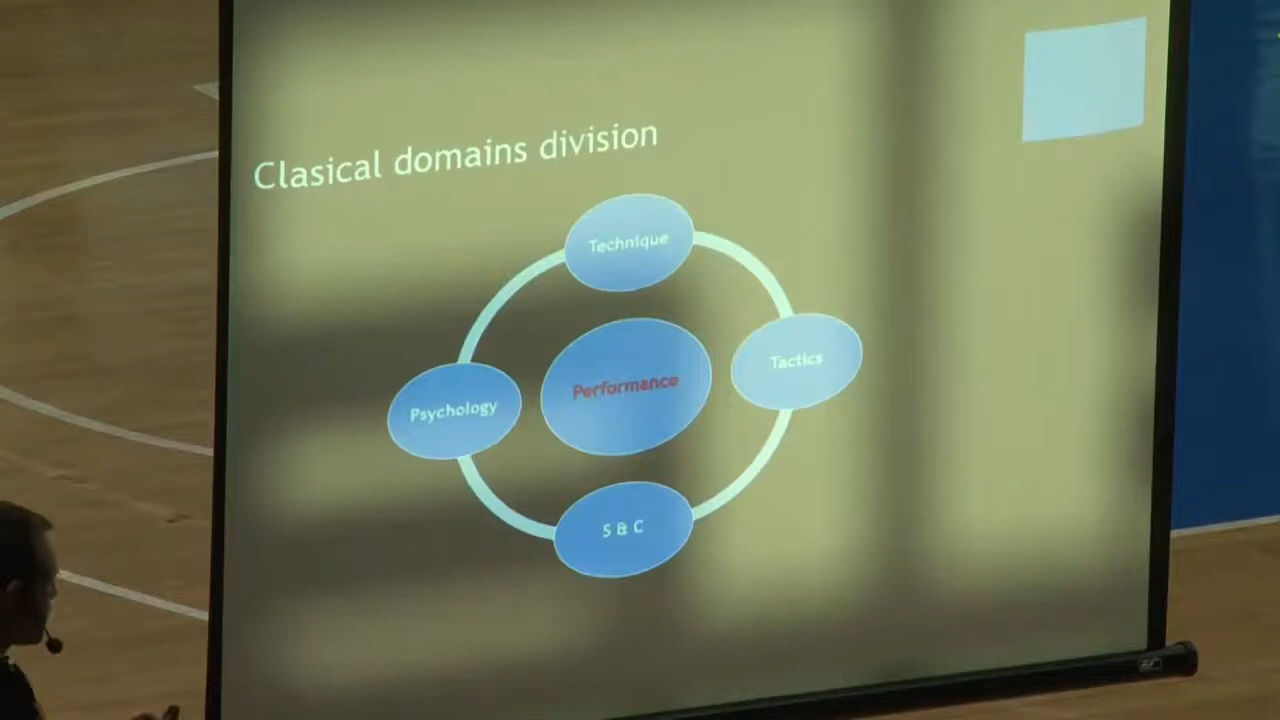 Clasical domains division
Technique
Tactics
Performance
Psychology
S & C